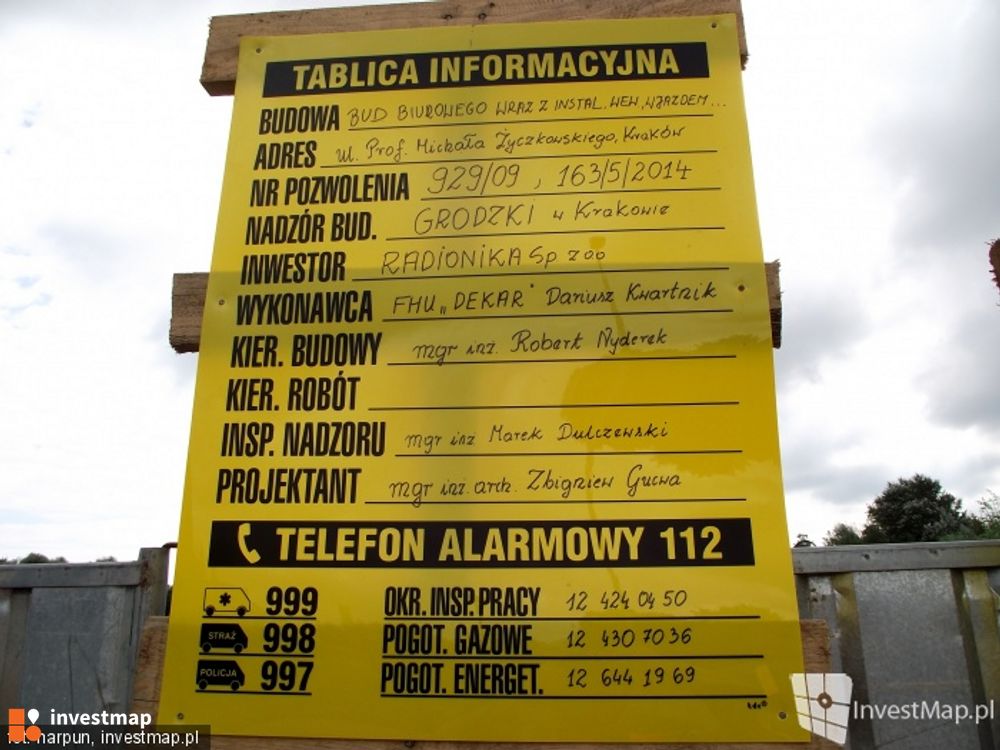 TABLICA INFORMACYJNA
BUDOWA BUD BIUROWEGO WRAZ Z INSTAL. WEW, WJAZDEM...
ADRES ul. Prof. Michała Życzkowskiego, Kraków
NR POZWOLENIA 929/09, 163/5/2014
NADZÓR BUD. GRODZKI w Krakowie
INWESTOR RADIONIKA Sp zoo
WYKONAWCA FHU „DEKAR" Dariusz Kwartnik
KIER. BUDOWY mgr inż. Robert Nyderek
KIER. ROBÓT
INSP. NADZORU mgr inż Marek Dulczewski
PROJEKTANT mgr inż. arch. Zbigniew Gucwa
TELEFON ALARMOWY 112
999 OKR. INSP. PRACY 12 424 04 50
STRAŻ 998 POGOT. GAZOWE 12 430 70 36
POLICJA 997 POGOT. ENERGET. 12 644 19 69
investmap
fot. harpun, investmap.pl
InvestMap.pl